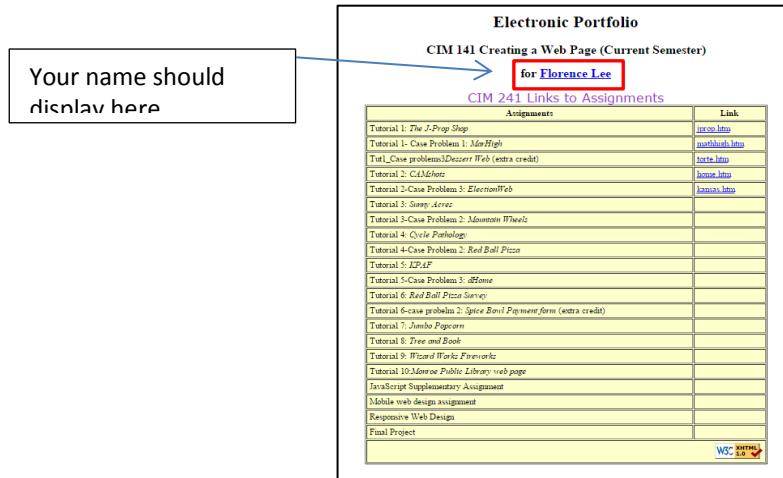 Electronic Portfolio
CIM 141 Creating a Web Page (Current Semester)
for Florence Lee
Your name should
display here
CIM 241 Links to Assignments
Assignments Link
Tutorial 1: The J-Prop Shop jprop.htm
Tutorial 1- Case Problem 1: MarHigh mathhigh.htm
Tut1_Case problems3Dessert Web (extra credit) torte.htm
Tutorial 2: CAMshots home.htm
Tutorial 2-Case Problem 3: ElectionWeb kansas.htm
Tutorial 3: Sunny Acres
Tutorial 3-Case Problem 2: Mountain Wheels
Tutorial 4: Cycle Pathology
Tutorial 4-Case Problem 2: Red Ball Pizza
Tutorial 5: KPAF
Tutorial 5-Case Problem 3: dHome
Tutorial 6: Red Ball Pizza Survey
Tutorial 6-case probelm 2: Spice Bowl Payment form (extra credit)
Tutorial 7: Jumbo Popcorn
Tutorial 8: Tree and Book
Tutorial 9: Wizard Works Fireworks
Tutorial 10:Monroe Public Library web page
JavaScript Supplementary Assignment
Mobile web design assignment
Responsive Web Design
Final Project
W3C XHTML 1.0